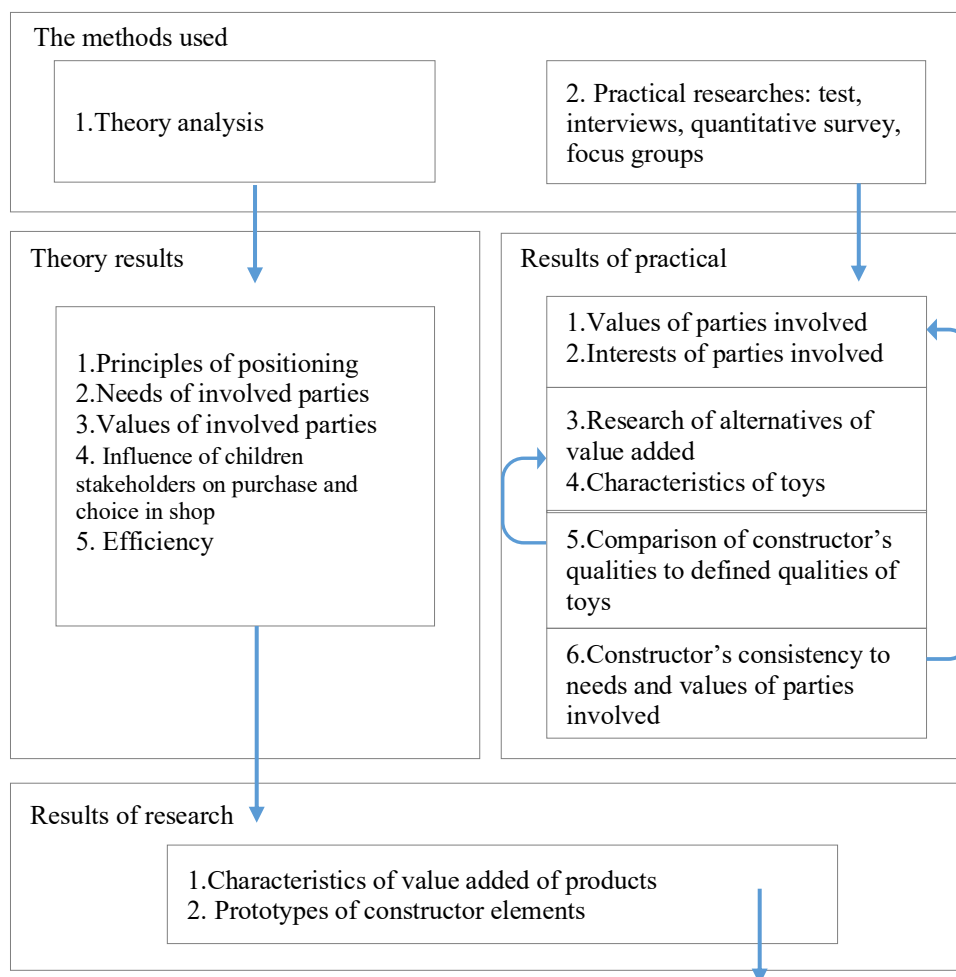 The methods used
1.Theory analysis
2. Practical researches: test,
interviews, quantitative survey,
focus groups
Theory results
1.Principles of positioning
2.Needs of involved parties
3.Values of involved parties
4. Influence of children
stakeholders on purchase and
choice in shop
5. Efficiency
Results of practical
1.Values of parties involved
2.Interests of parties involved
3.Research of alternatives of
value added
4.Characteristics of toys
5.Comparison of constructor’s
qualities to defined qualities of
toys
6.Constructor’s consistency to
needs and values of parties
involved
Results of research
1.Characteristics of value added of products
2. Prototypes of constructor elements